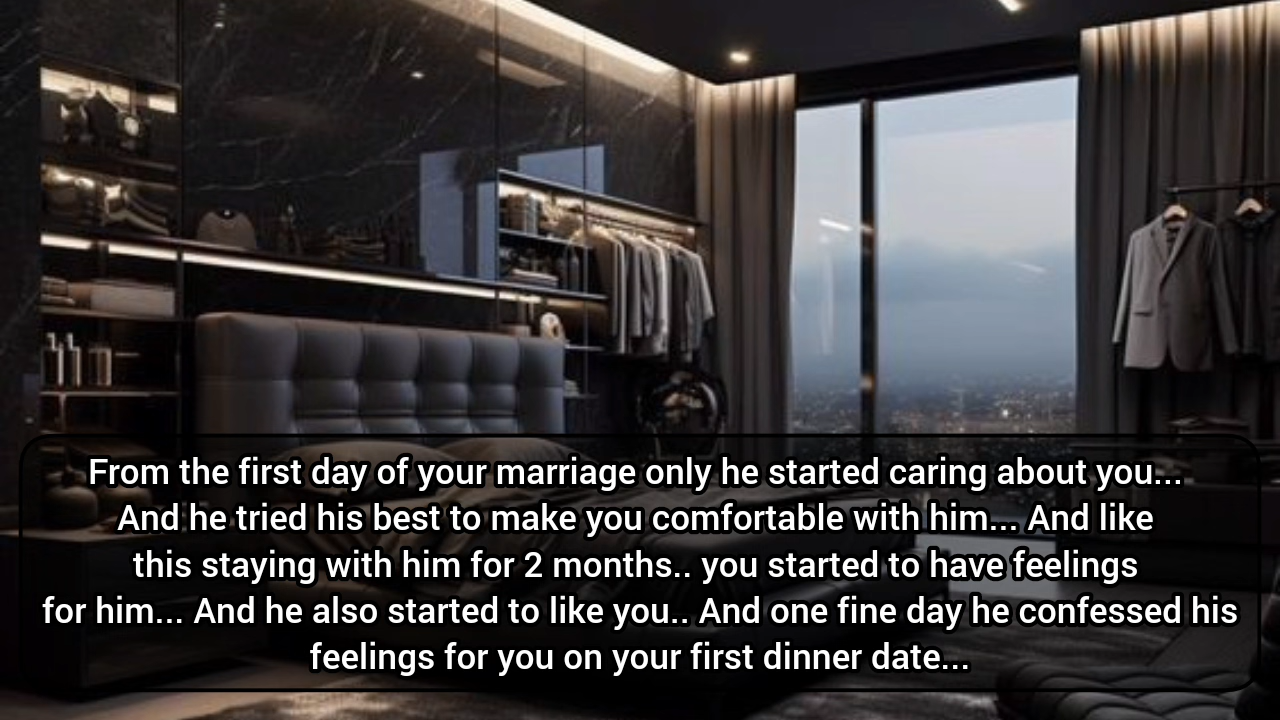 From the first day of your marriage only he started caring about you...
And he tried his best to make you comfortable with him... And like
this staying with him for 2 months.. you started to have feelings
for him... And he also started to like you.. And one fine day he confessed his
feelings for you on your first dinner date...